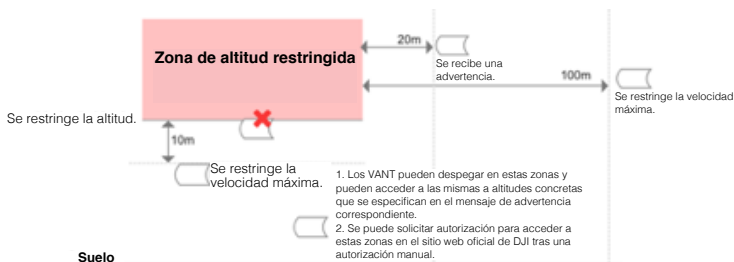 Zona de altitud restringida
20m
Se recibe una
advertencia.
100m
Se restringe la velocidad
máxima.
Se restringe la altitud.
10m
Se restringe la
velocidad máxima.
1. Los VANT pueden despegar en estas zonas y
pueden acceder a las mismas a altitudes concretas
que se especifican en el mensaje de advertencia
correspondiente.
2. Se puede solicitar autorización para acceder a
estas zonas en el sitio web oficial de DJI tras una
autorización manual.
Suelo